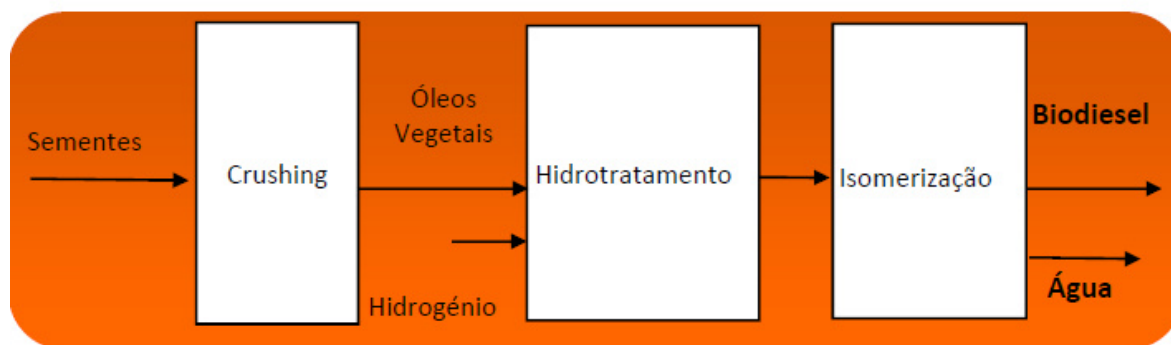 Sementes
Crushing
Óleos
Vegetais
Hidrogénio
Hidrotratamento
Isomerização
Biodiesel
Água